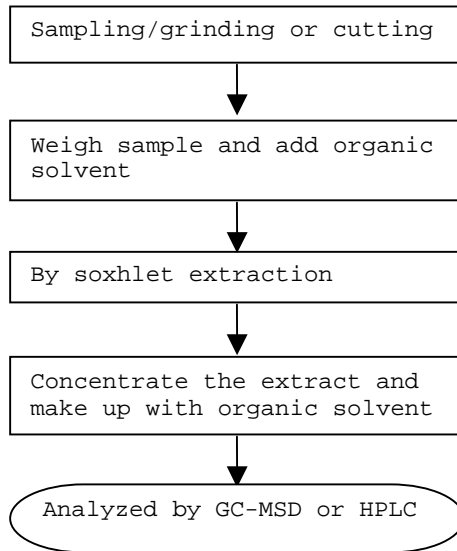 Sampling/grinding or cutting
Weigh sample and add organic
solvent
By soxhlet extraction
Concentrate the extract and
make up with organic solvent
Analyzed by GC-MSD or HPLC